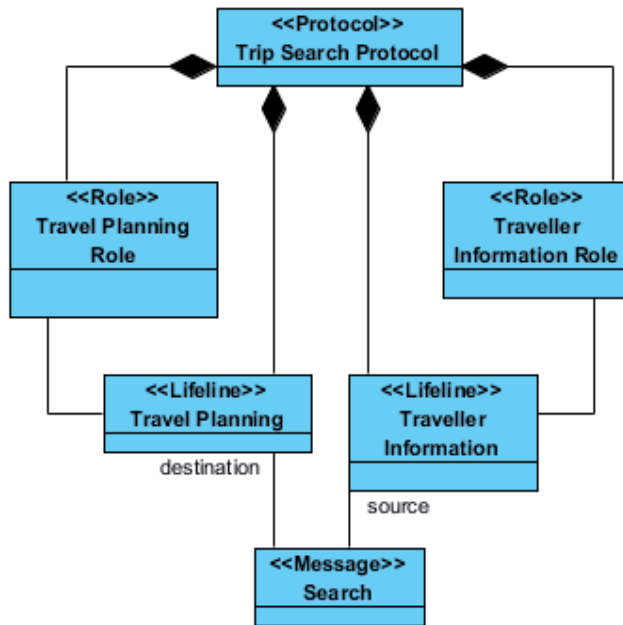 <<Protocol>>
Trip Search Protocol
<<Role>>
Travel Planning
Role
<<Role>>
Traveller
Information Role
<<Lifeline>>
Travel Planning
<<Lifeline>>
Traveller
Information
destination
source
<<Message>>
Search